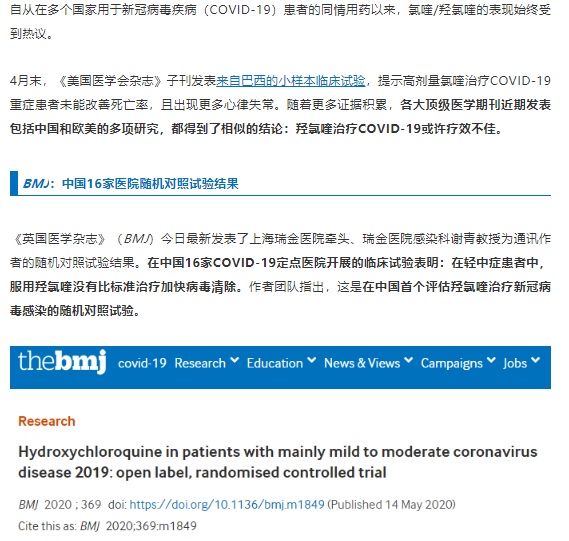 自从在多个国家用于新冠病毒疾病（COVID-19）患者的同情用药以来，氯喹/羟氯喹的表现始终受
到热议。
4月末，《美国医学会杂志》子刊发表来自巴西的小样本临床试验，提示高剂量氯喹治疗COVID-19
重症患者未能改善死亡率，且出现更多心律失常。随着更多证据积累，各大顶级医学期刊近期发表
包括中国和欧美的多项研究，都得到了相似的结论：羟氯喹治疗COVID-19或许疗效不佳。
BMJ：中国16家医院随机对照试验结果
《英国医学杂志》（BMJ）今日最新发表了上海瑞金医院牵头、瑞金医院感染科谢青教授为通讯作
者的随机对照试验结果。在中国16家COVID-19定点医院开展的临床试验表明：在轻中症患者中，
服用羟氯喹没有比标准治疗加快病毒清除。作者团队指出，这是在中国首个评估羟氯喹治疗新冠病
毒感染的随机对照试验。
thebmj covid-19 Research Education News & Views Campaigns Jobs
Research
Hydroxychloroquine in patients with mainly mild to moderate coronavirus
disease 2019: open label, randomised controlled trial
BMJ 2020 ; 369 doi: https://doi.org/10.1136/bmj.m1849 (Published 14 May 2020)
Cite this as: BMJ 2020;369:m1849